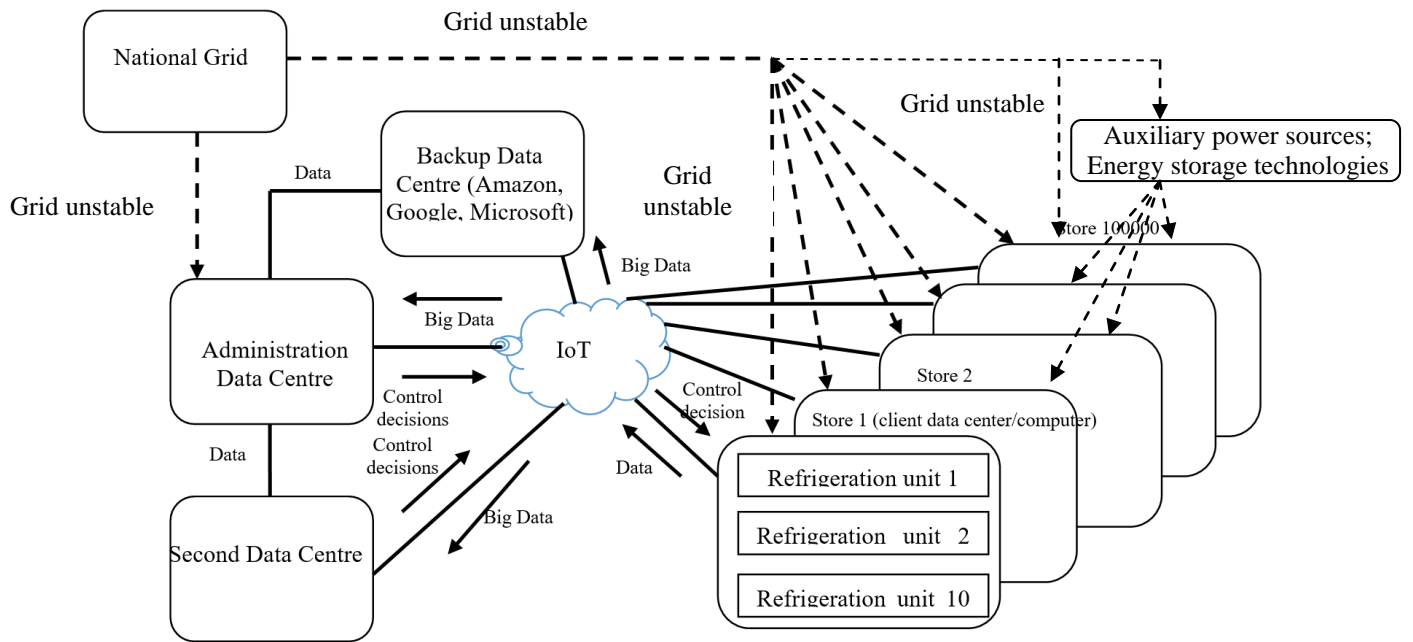 Grid unstable
National Grid
Grid unstable
Auxiliary power sources;
Energy storage technologies
Backup Data
Centre (Amazon,
Google, Microsoft)
Data
Grid
unstable
Grid unstable
Store 100000
Big Data
Big Data
IoT
Administration
Data Centre
Store 2
Control
decisions
Control
decision
Store 1 (client data center/computer)
Control
decisions
Data
Data
Refrigeration unit 1
Big Data
Refrigeration unit 2
Second Data Centre
Refrigeration unit 10